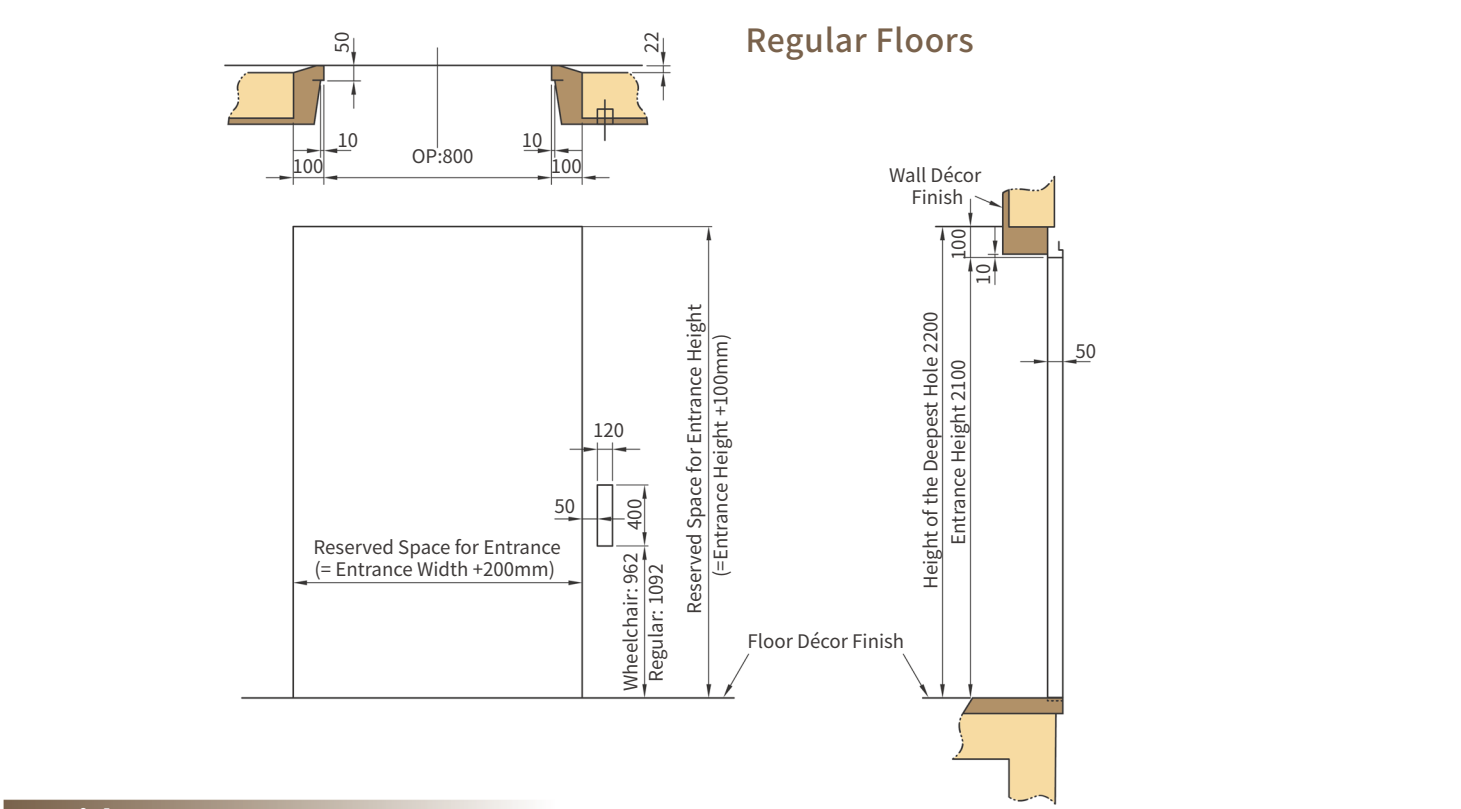 Regular Floors
50
22
10
10
OP:800
100
100
Wall Décor
Finish
100
10
50
Height of the Deepest Hole 2200
Entrance Height 2100
Reserved Space for Entrance Height
(=Entrance Height +100mm)
120
50
400
Reserved Space for Entrance
(= Entrance Width +200mm)
Wheelchair: 962
Regular: 1092
Floor Décor Finish